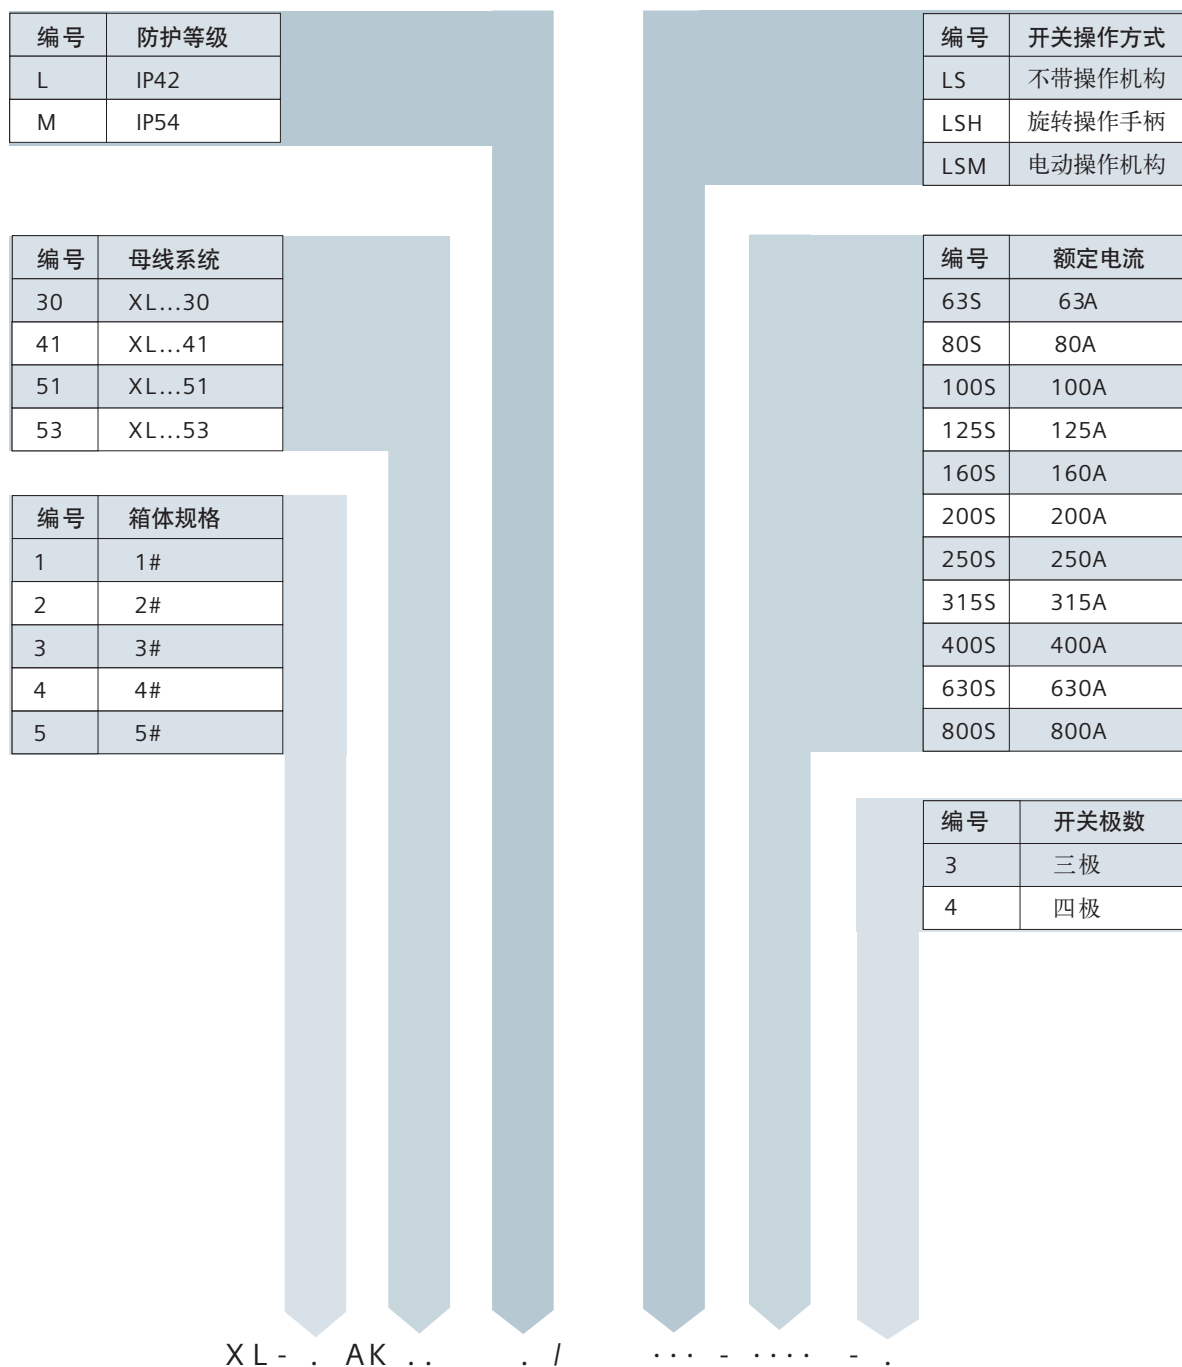 编号 防护等级
L IP42
M IP54
编号 母线系统
30 XL...30
41 XL...41
51 XL...51
53 XL...53
编号 箱体规格
1 1#
2 2#
3 3#
4 4#
5 5#
编号 开关操作方式
LS 不带操作机构
LSH 旋转操作手柄
LSM 电动操作机构
编号 额定电流
63S 63A
80S 80A
100S 100A
125S 125A
160S 160A
200S 200A
250S 250A
315S 315A
400S 400A
630S 630A
800S 800A
编号 开关极数
3 三极
4 四极
XL- . AK .. . / ... - .... - .